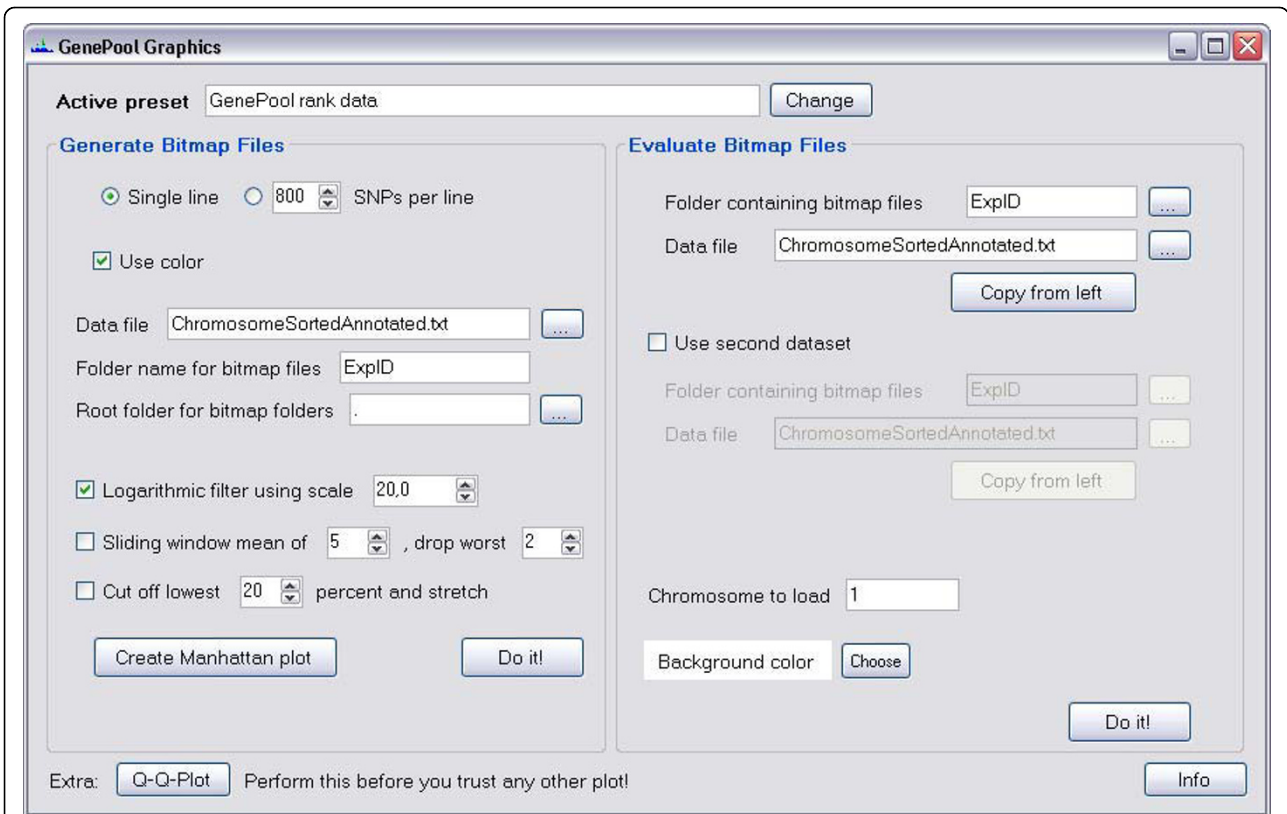 GenePool Graphics
Active preset GenePool rank data Change
Generate Bitmap Files
Single line 800 SNPs per line
Use color
Data file ChromosomeSortedAnnotated.txt ...
Folder name for bitmap files ExpID
Root folder for bitmap folders . ...
Logarithmic filter using scale 20,0
Sliding window mean of 5 , drop worst 2
Cut off lowest 20 percent and stretch
Create Manhattan plot Do it!
Evaluate Bitmap Files
Folder containing bitmap files ExpID ...
Data file ChromosomeSortedAnnotated.txt ...
Copy from left
Use second dataset
Folder containing bitmap files ExpID ...
Data file ChromosomeSortedAnnotated.txt ...
Copy from left
Chromosome to load 1
Background color Choose
Do it!
Extra: Q-Q-Plot Perform this before you trust any other plot! Info